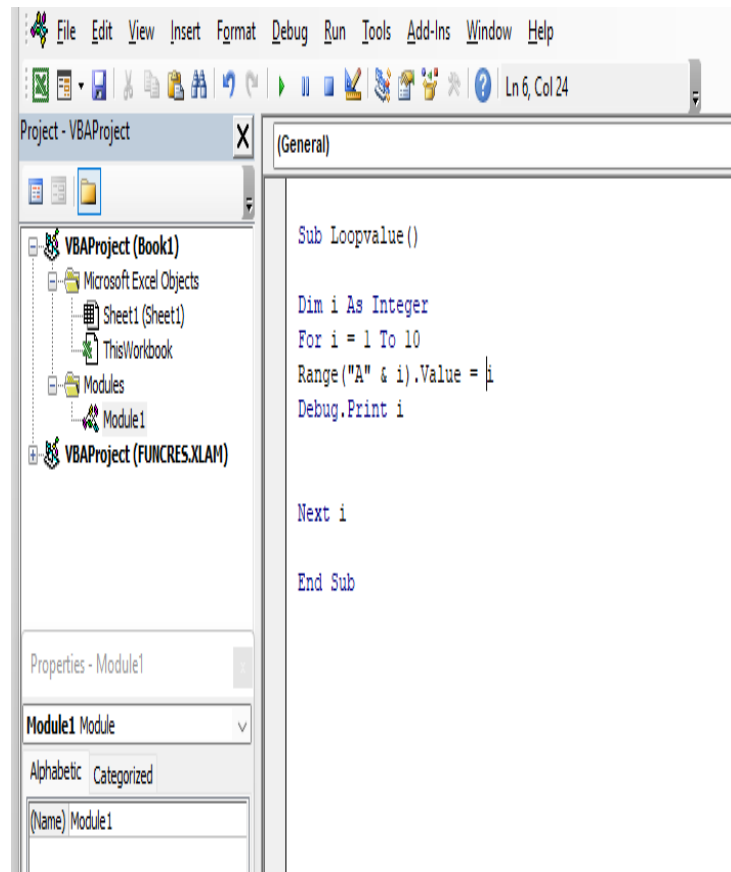 File Edit View Insert Format Debug Run Tools Add-Ins Window Help
Ln 6, Col 24
Project - VBAProject
(General)
VBAProject (Book1)
Microsoft Excel Objects
Sheet1 (Sheet1)
ThisWorkbook
Modules
Module1
VBAProject (FUNCRES.XLAM)
Sub Loopvalue()
Dim i As Integer
For i = 1 To 10
Range("A" & i).Value = i
Debug.Print i
Next i
End Sub
Properties - Module1
Module1 Module
Alphabetic Categorized
(Name) Module1